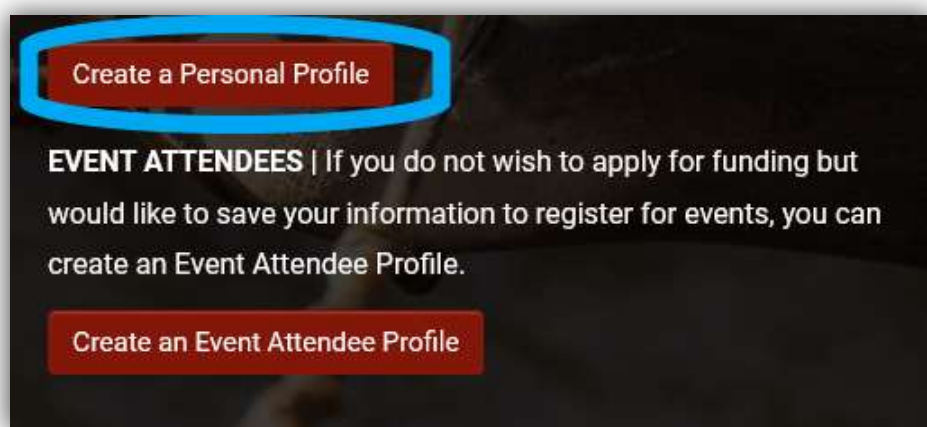 Create a Personal Profile
EVENT ATTENDEES | If you do not wish to apply for funding but
would like to save your information to register for events, you can
create an Event Attendee Profile.
Create an Event Attendee Profile